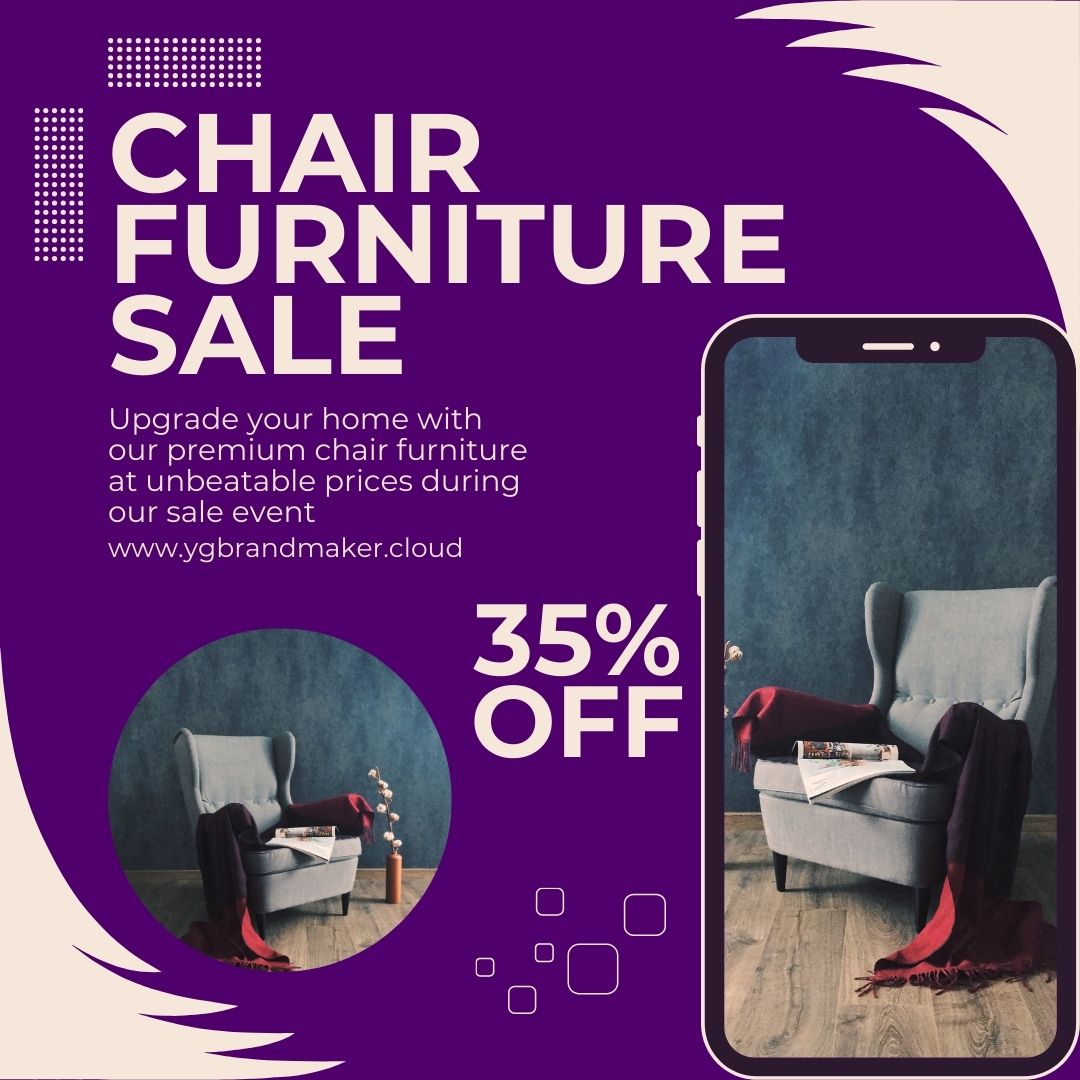 CHAIR
FURNITURE
SALE
Upgrade your home with
our premium chair furniture
at unbeatable prices during
our sale event
www.ygbrandmaker.cloud
35%
OFF